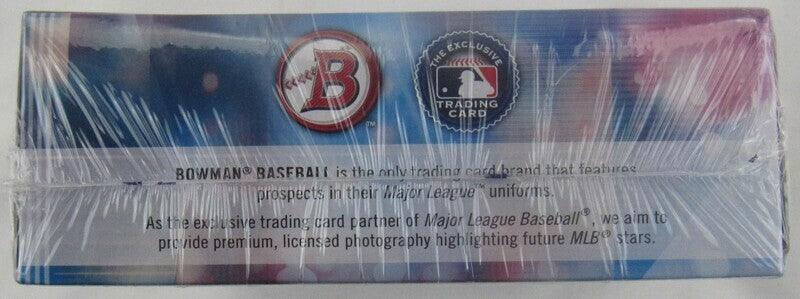 B
TM
THE EXCLUSIVE
TRADING
CARD
BOWMAN® BASEBALL is the only trading card brand that features
prospects in their Major League™ uniforms.
As the exclusive trading card partner of Major League Baseball®, we aim to
provide premium, licensed photography highlighting future MLB® stars.